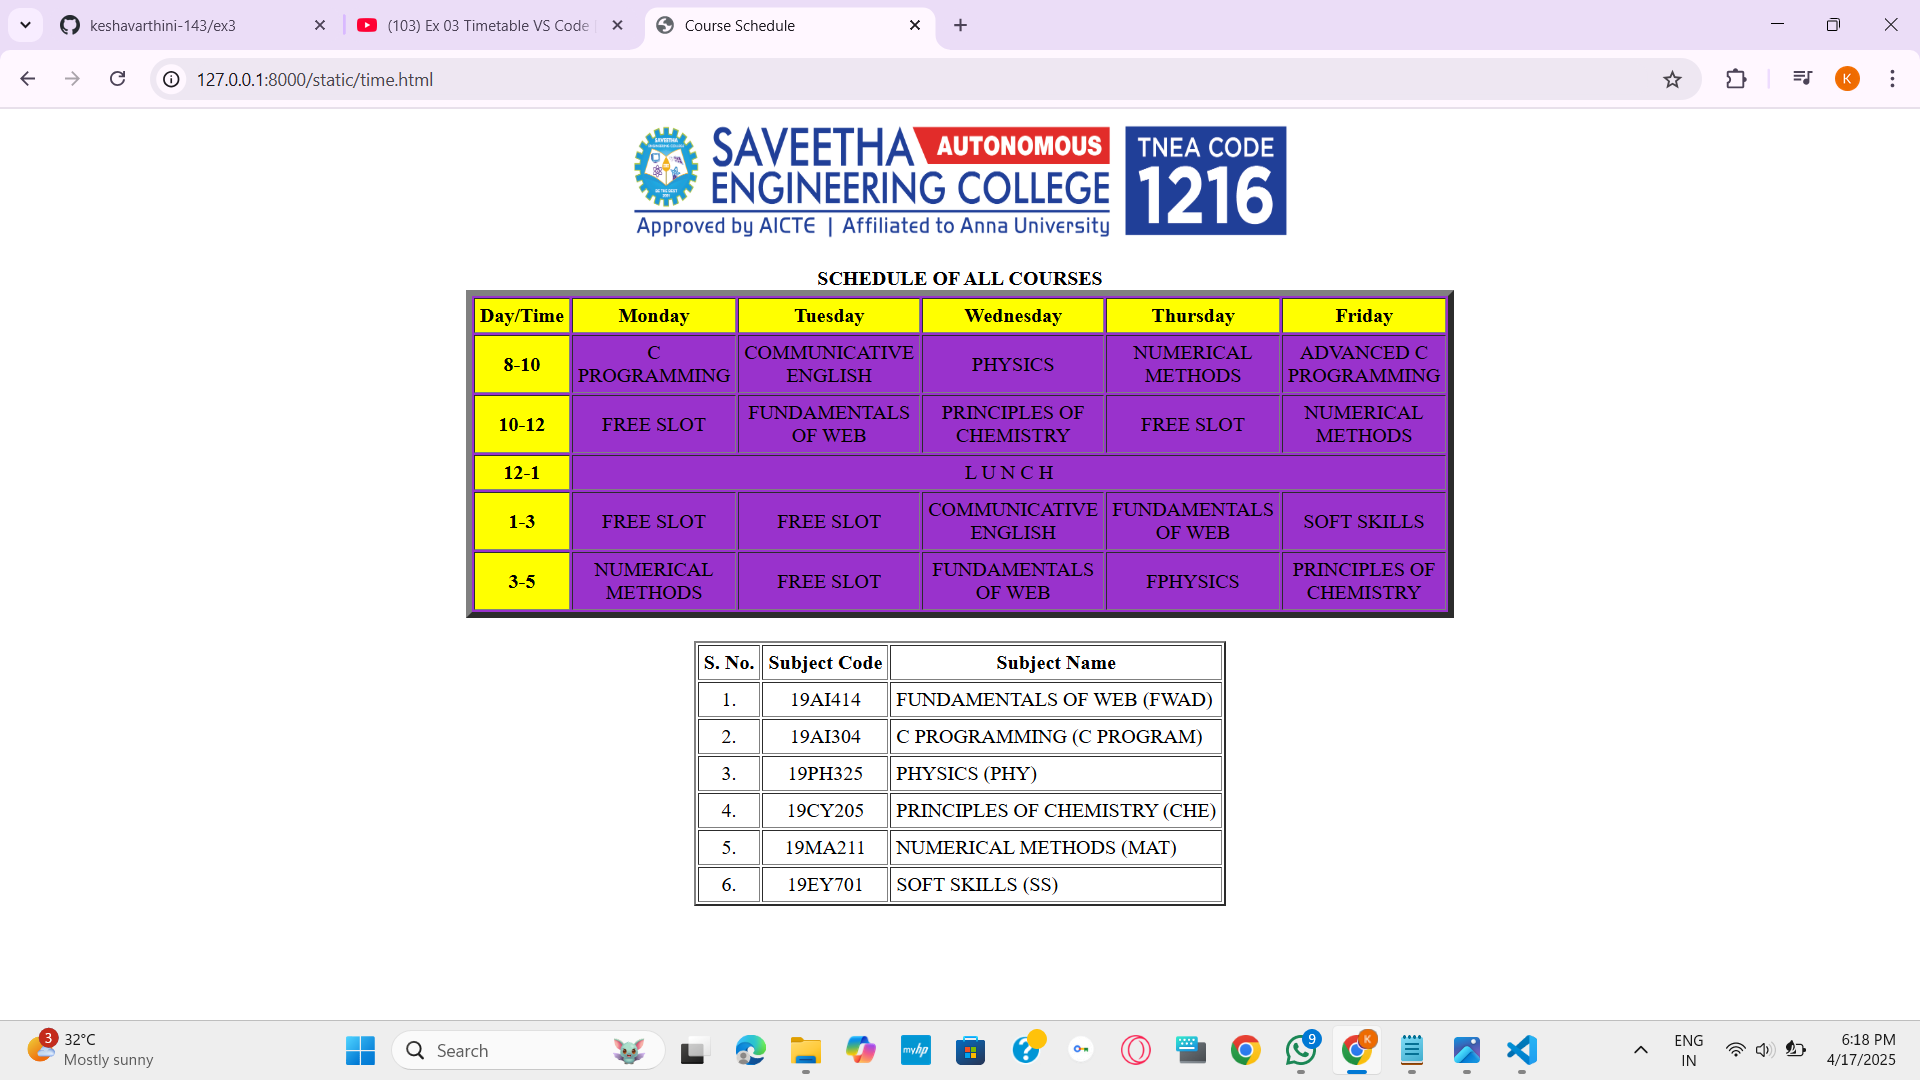 keshavarthini-143/ex3
(103) Ex 03 Timetable VS Code
Course Schedule
127.0.0.1:8000/static/time.html
K
SAVEETHA AUTONOMOUS
ENGINEERING COLLEGE
Approved by AICTE | Affiliated to Anna University
TNEA CODE
1216
SCHEDULE OF ALL COURSES
Day/Time Monday Tuesday Wednesday Thursday Friday
8-10 C PROGRAMMING COMMUNICATIVE ENGLISH PHYSICS NUMERICAL METHODS ADVANCED C PROGRAMMING
10-12 FREE SLOT FUNDAMENTALS OF WEB PRINCIPLES OF CHEMISTRY FREE SLOT NUMERICAL METHODS
12-1 L U N C H
1-3 FREE SLOT FREE SLOT COMMUNICATIVE ENGLISH FUNDAMENTALS OF WEB SOFT SKILLS
3-5 NUMERICAL METHODS FREE SLOT FUNDAMENTALS OF WEB FPHYSICS PRINCIPLES OF CHEMISTRY
S. No. Subject Code Subject Name
1. 19AI414 FUNDAMENTALS OF WEB (FWAD)
2. 19AI304 C PROGRAMMING (C PROGRAM)
3. 19PH325 PHYSICS (PHY)
4. 19CY205 PRINCIPLES OF CHEMISTRY (CHE)
5. 19MA211 NUMERICAL METHODS (MAT)
6. 19EY701 SOFT SKILLS (SS)
3
32°C
Mostly sunny
Search
myhp
9
K
ENG
IN
6:18 PM
4/17/2025